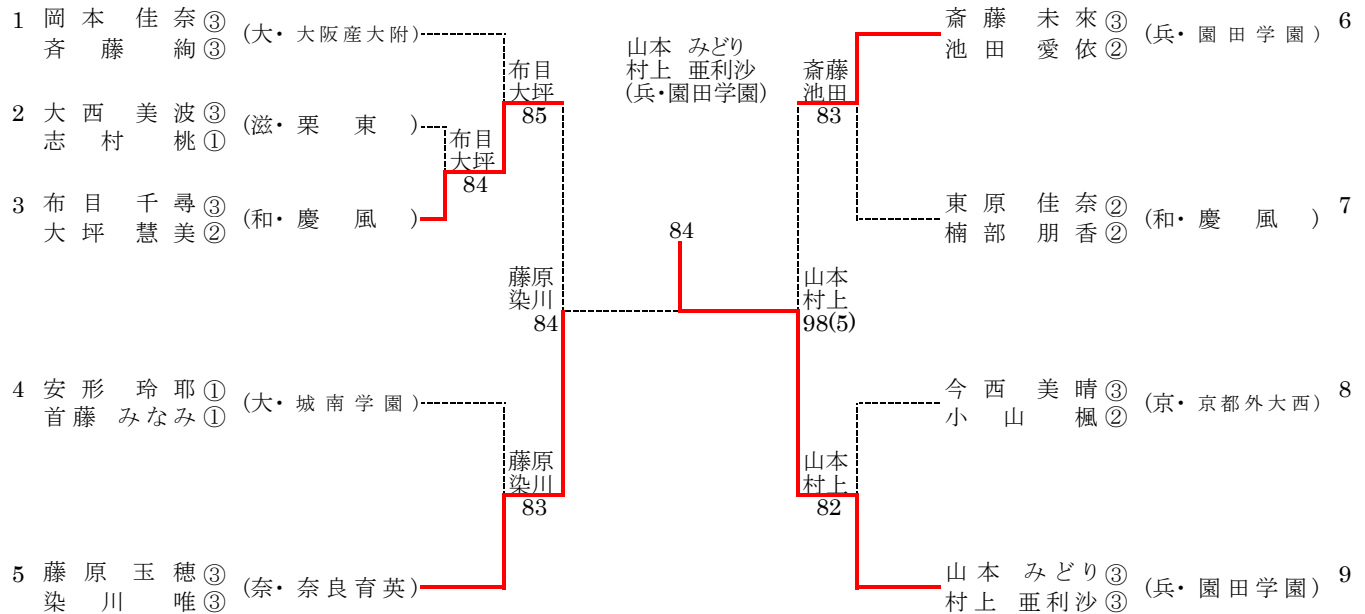 1 岡本 佳奈③ (大・大阪産大附)
斉藤 絢③
2 大西 美波③ (滋・栗東)
志村 桃①
3 布目 千尋③ (和・慶風)
大坪 慧美②
4 安形 玲耶① (大・城南学園)
首藤 みなみ①
5 藤原 玉穂③ (奈・奈良育英)
染川 唯③
布目
大坪
84
布目
大坪
85
藤原
染川
83
藤原
染川
84
山本 みどり
村上 亜利沙
(兵・園田学園)
84
斎藤
池田
83
山本
村上
98(5)
山本
村上
82
斎藤 未來③ (兵・園田学園) 6
池田 愛依②
東原 佳奈② (和・慶風) 7
楠部 朋香②
今西 美晴③ (京・京都外大西) 8
小山 楓②
山本 みどり③ (兵・園田学園) 9
村上 亜利沙③